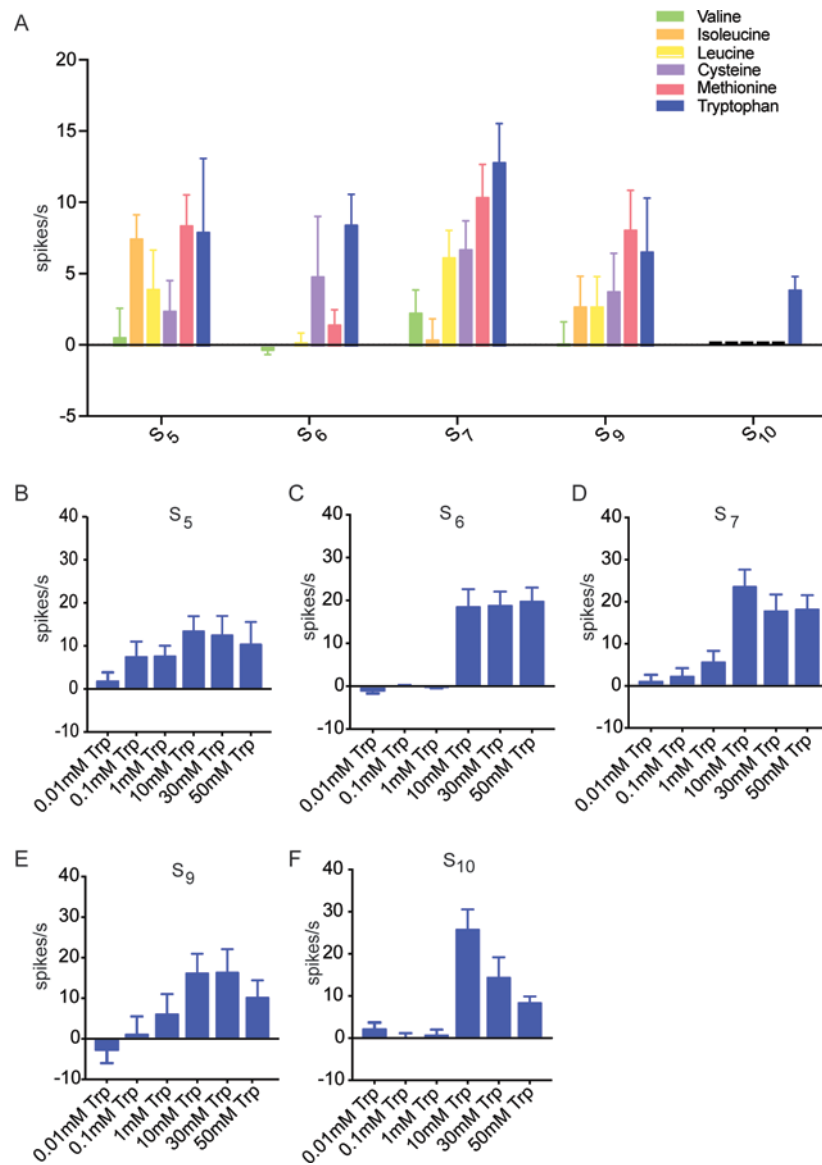 A
Valine
Isoleucine
Leucine
Cysteine
Methionine
Tryptophan
20
15
10
5
0
-5
spikes/s
S5 S6 S7 S9 S10
B
S5
40
30
20
10
0
-10
spikes/s
0.01mM Trp
0.1mM Trp
1mM Trp
10mM Trp
30mM Trp
50mM Trp
C
S6
40
30
20
10
0
-10
spikes/s
0.01mM Trp
0.1mM Trp
1mM Trp
10mM Trp
30mM Trp
50mM Trp
D
S7
40
30
20
10
0
-10
spikes/s
0.01mM Trp
0.1mM Trp
1mM Trp
10mM Trp
30mM Trp
50mM Trp
E
S9
40
30
20
10
0
-10
spikes/s
0.01mM Trp
0.1mM Trp
1mM Trp
10mM Trp
30mM Trp
50mM Trp
F
S10
40
30
20
10
0
-10
spikes/s
0.01mM Trp
0.1mM Trp
1mM Trp
10mM Trp
30mM Trp
50mM Trp